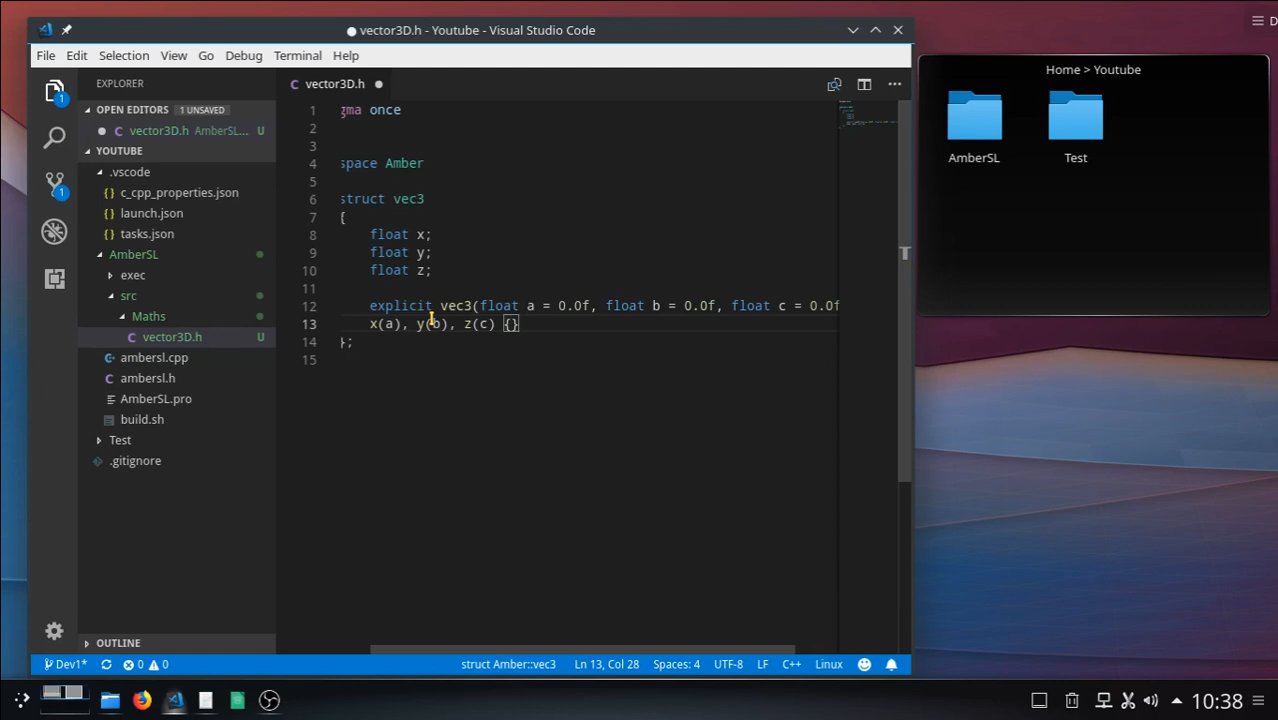 vector3D.h - Youtube - Visual Studio Code
File Edit Selection View Go Debug Terminal Help
EXPLORER
OPEN EDITORS 1 UNSAVED
vector3D.h AmberSL... U
YOUTUBE
.vscode
{} c_cpp_properties.json
{} launch.json
{} tasks.json
AmberSL
exec
src
Maths
C vector3D.h U
ambersl.cpp
C ambersl.h
AmberSL.pro
build.sh
Test
.gitignore
OUTLINE
1
1
C vector3D.h
1 gma once
2
3
4 space Amber
5
6 struct vec3
7 {
8 float x;
9 float y;
10 float z;
11
12 explicit vec3(float a = 0.0f, float b = 0.0f, float c = 0.0f
13 x(a), y(b), z(c) {}
14 };
15
Dev1* 0 0 struct Amber::vec3 Ln 13, Col 28 Spaces: 4 UTF-8 LF C++ Linux
D
Home > Youtube
AmberSL Test
10:38